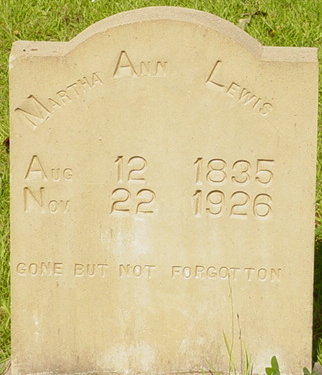 Martha Ann Lewis
Aug 12 1835
Nov. 22 1926
GONE BUT NOT FORGOTTON